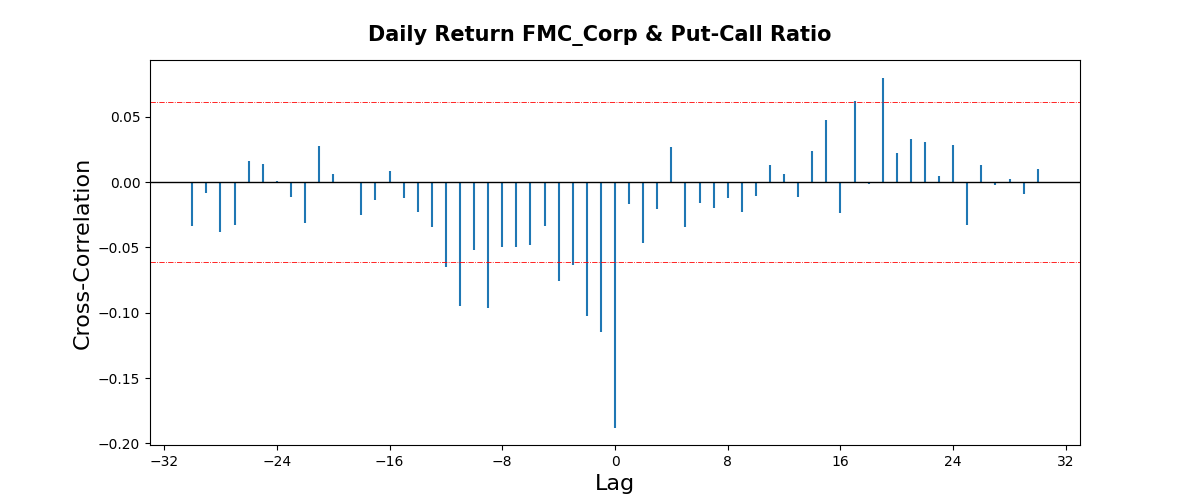 Daily Return FMC_Corp & Put-Call Ratio
Cross-Correlation
0.05
0.00
−0.05
−0.10
−0.15
−0.20
−32 −24 −16 −8 0 8 16 24 32
Lag